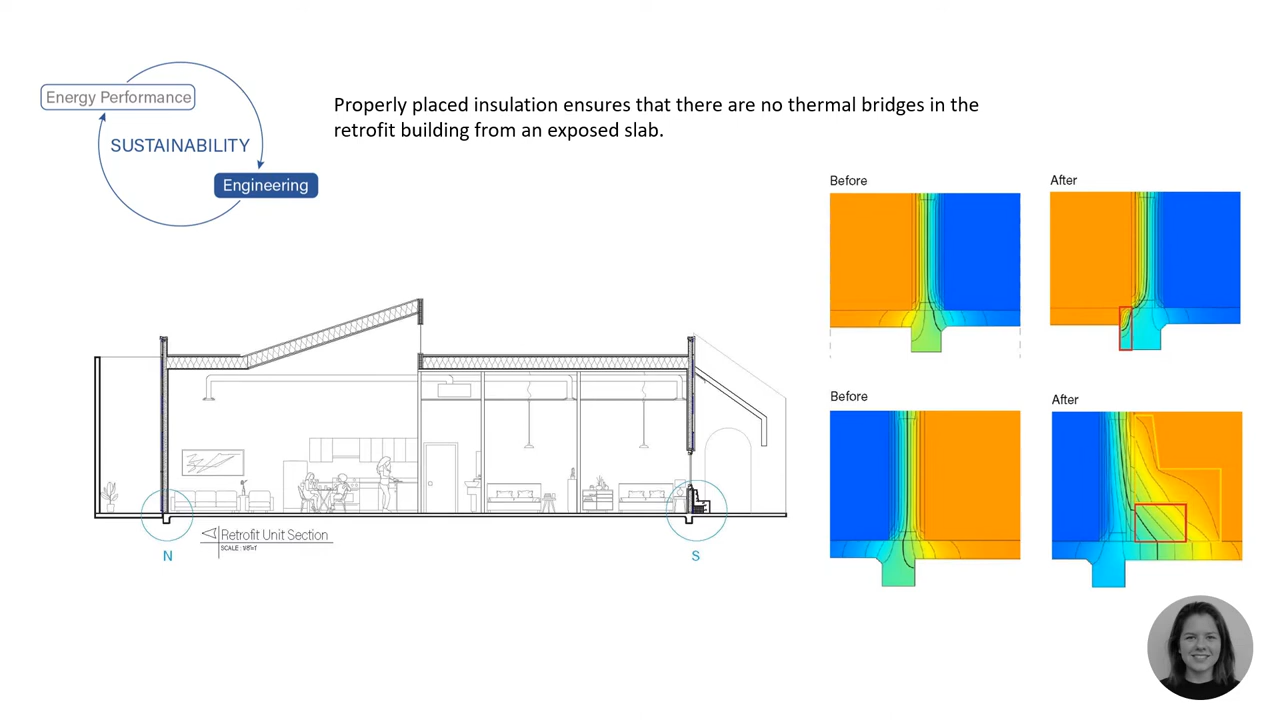 Energy Performance
SUSTAINABILITY
Engineering
Properly placed insulation ensures that there are no thermal bridges in the
retrofit building from an exposed slab.
Before
After
Before
After
Retrofit Unit Section
SCALE : 1/8"=1'
N
S